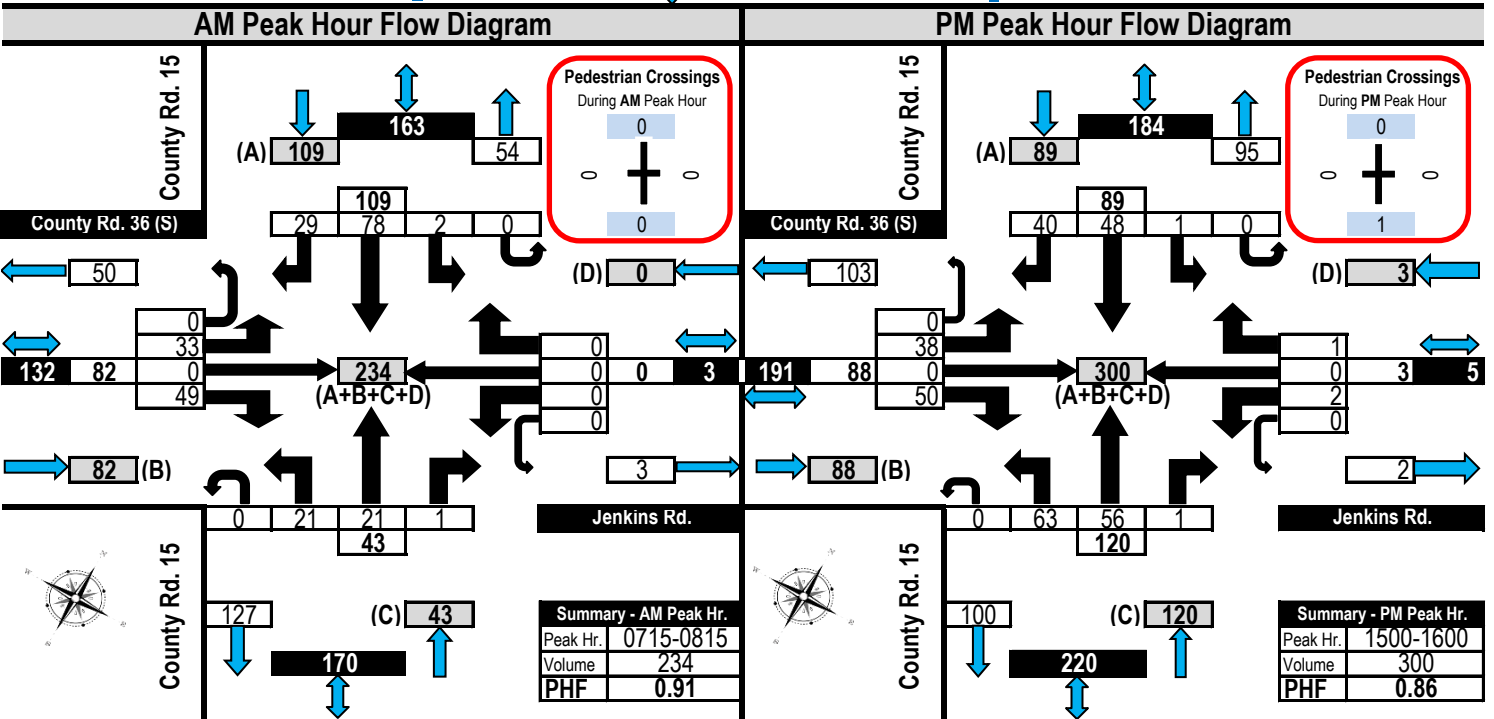 AM Peak Hour Flow Diagram
County Rd. 15
Pedestrian Crossings
During AM Peak Hour
0
0 0
0
163
(A) 109 54
109
29 78 2 0
County Rd. 36 (S)
50
(D) 0
0
33
132 82 0
49
234
(A+B+C+D)
0
0 0 3
0
0
82 (B)
3
0 21 21 1
43
Jenkins Rd.
County Rd. 15
127
(C) 43
170
Summary - AM Peak Hr.
Peak Hr. 0715-0815
Volume 234
PHF 0.91
PM Peak Hour Flow Diagram
County Rd. 15
Pedestrian Crossings
During PM Peak Hour
0
0 0
1
184
(A) 89 95
89
40 48 1 0
County Rd. 36 (S)
103
(D) 3
0
38
191 88 0
50
300
(A+B+C+D)
1
0 3 5
2
0
88 (B)
2
0 63 56 1
120
Jenkins Rd.
County Rd. 15
100
(C) 120
220
Summary - PM Peak Hr.
Peak Hr. 1500-1600
Volume 300
PHF 0.86